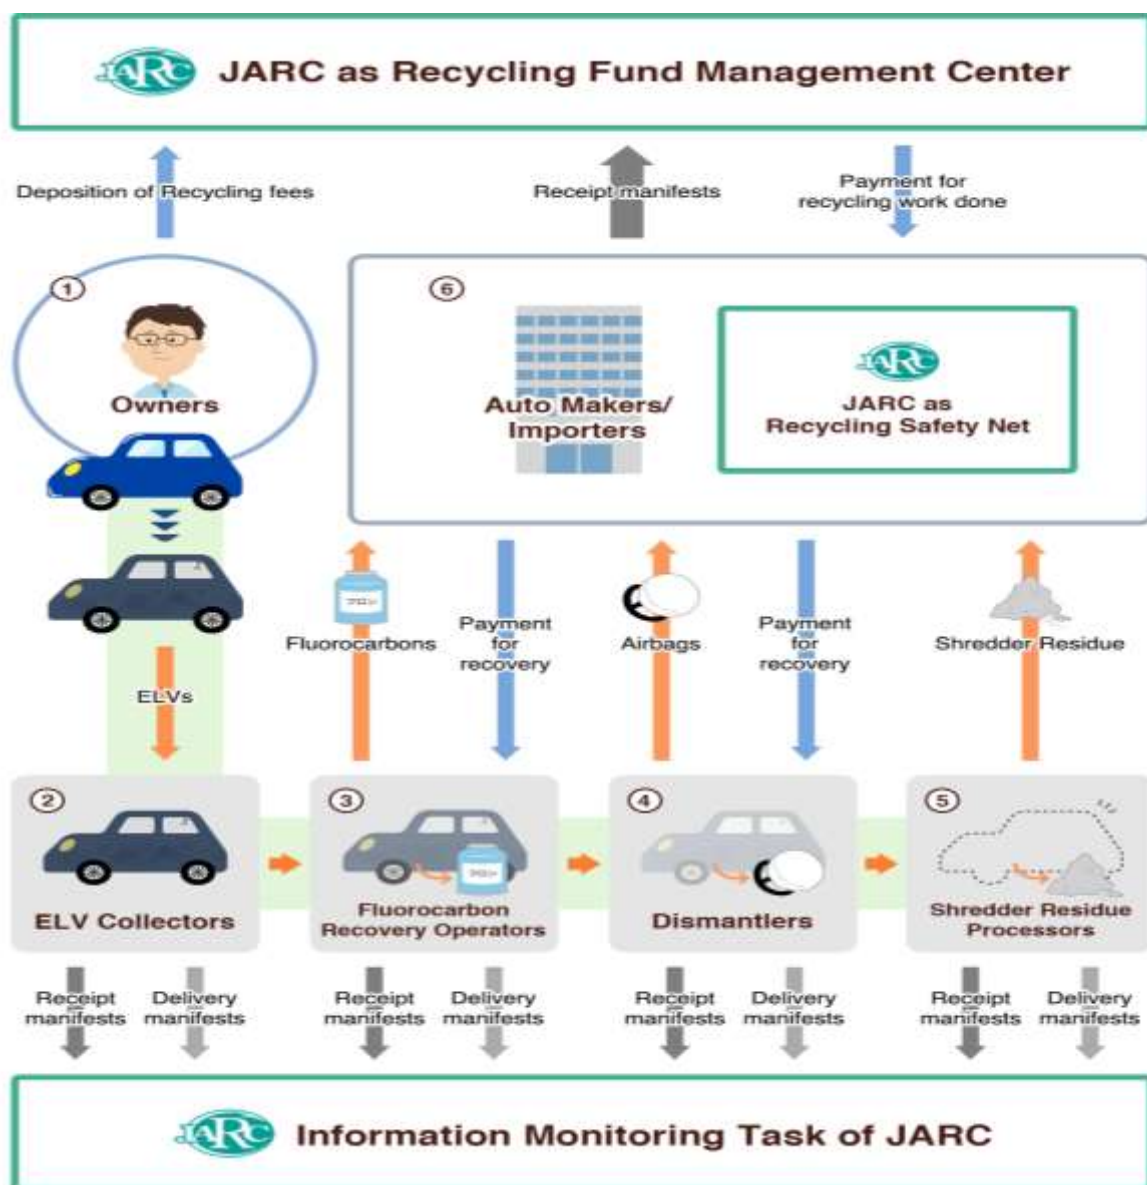 JARC JARC as Recycling Fund Management Center
Deposition of Recycling fees
Receipt manifests
Payment for
recycling work done
1
Owners
6
Auto Makers/
Importers
JARC
JARC as
Recycling Safety Net
ELVs
Fluorocarbons
Payment
for
recovery
Airbags
Payment
for
recovery
Shredder Residue
2
ELV Collectors
3
Fluorocarbon
Recovery Operators
4
Dismantlers
5
Shredder Residue
Processors
Receipt
manifests
Delivery
manifests
Receipt
manifests
Delivery
manifests
Receipt
manifests
Delivery
manifests
Receipt
manifests
Delivery
manifests
JARC Information Monitoring Task of JARC